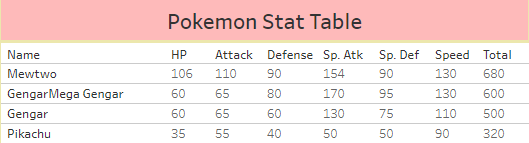 Pokemon Stat Table
Name HP Attack Defense Sp. Atk Sp. Def Speed Total
Mewtwo 106 110 90 154 90 130 680
GengarMega Gengar 60 65 80 170 95 130 600
Gengar 60 65 60 130 75 110 500
Pikachu 35 55 40 50 50 90 320